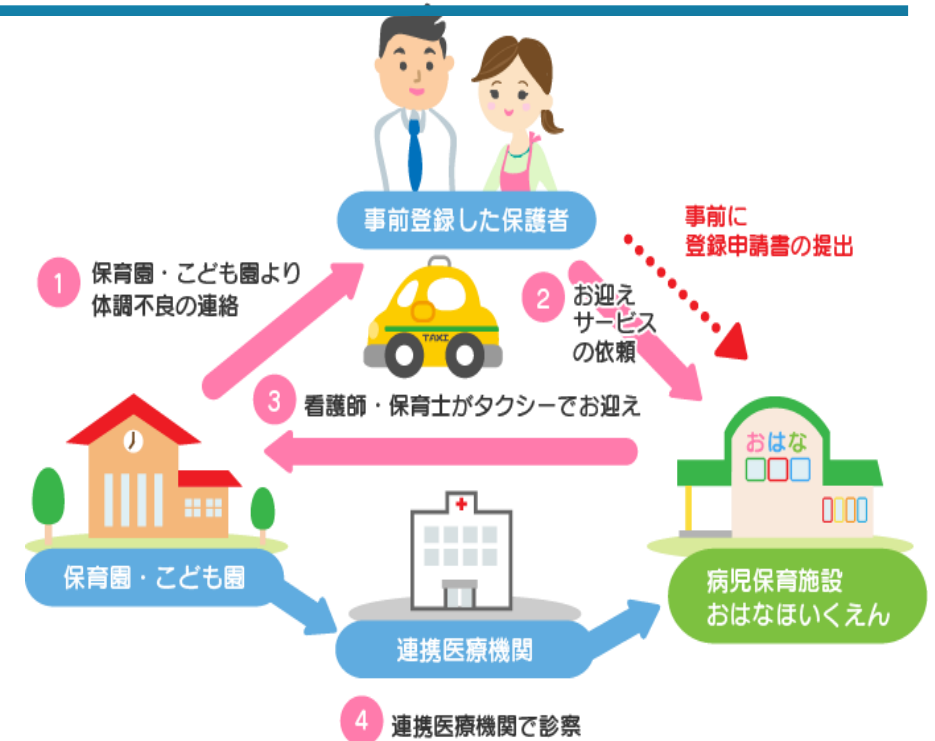 事前登録した保護者
事前に
登録申請書の提出
1
保育園・こども園より
体調不良の連絡
2
お迎え
サービス
の依頼
TAXI
3
看護師・保育士がタクシーでお迎え
おはな
保育園・こども園
病児保育施設
おはなほいくえん
連携医療機関
4
連携医療機関で診察